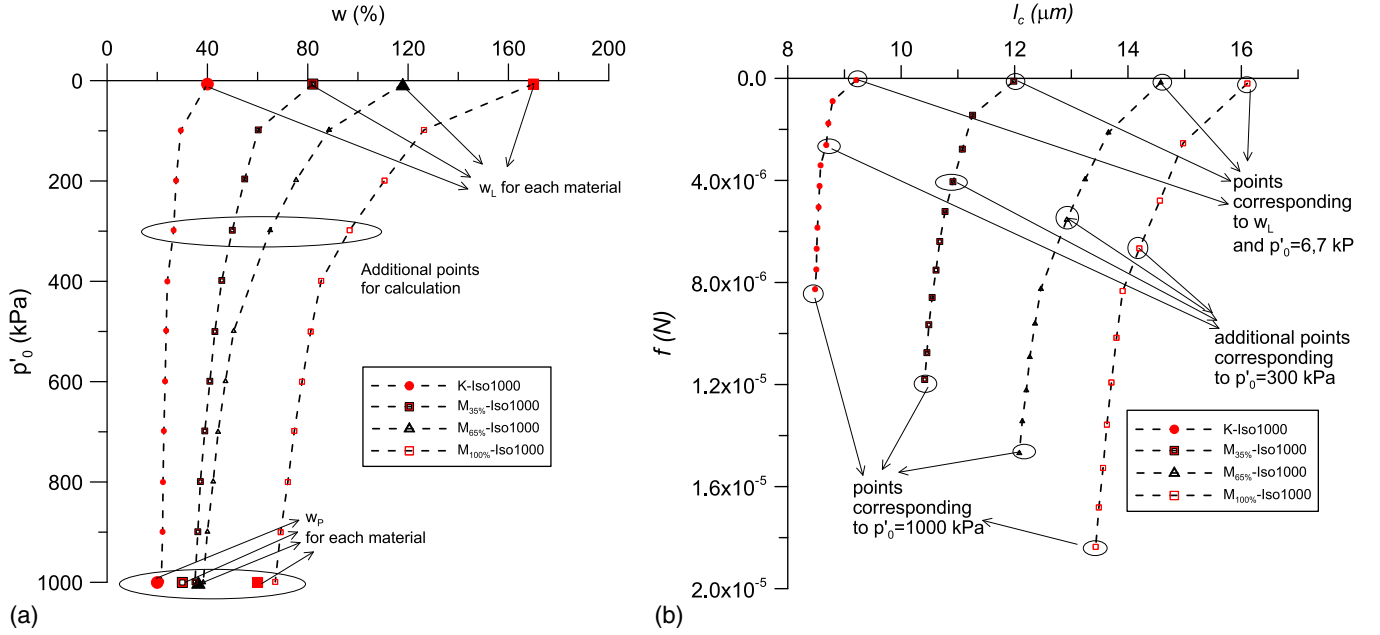 w (%)
0 40 80 120 160 200
0
100
200
300
400
600
800
1000
p'0 (kPa)
wL for each material
Additional points
for calculation
K-Iso1000
M35%-Iso1000
M65%-Iso1000
M100%-Iso1000
wP
for each material
(a)
lc (μm)
8 10 12 14 16
0.0
4.0x10-6
8.0x10-6
1.2x10-5
1.6x10-5
2.0x10-5
f (N)
points
corresponding
to wL
and p'0=6,7 kP
additional points
corresponding
to p'0=300 kPa
K-Iso1000
M35%-Iso1000
M65%-Iso1000
M100%-Iso1000
points
corresponding
to p'0=1000 kPa
(b)